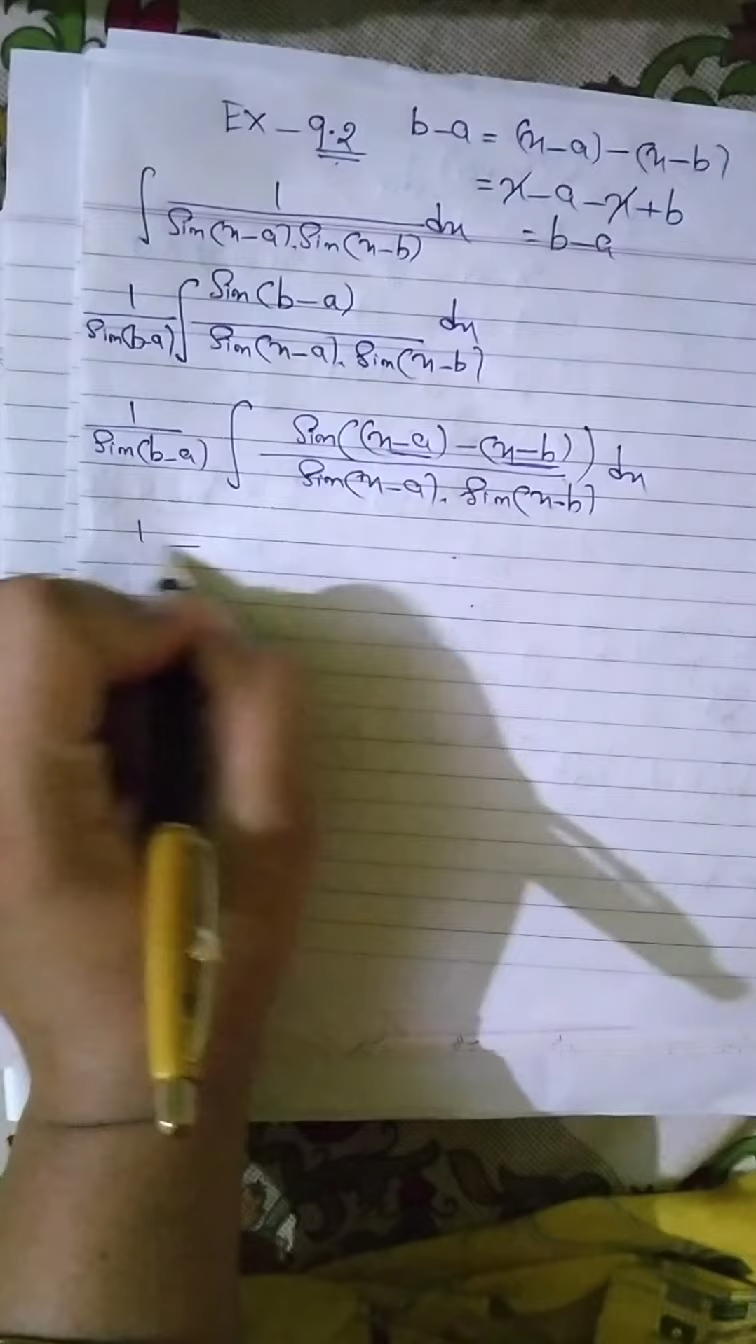 EX – 9.2 b–a = (x–a)–(x–b)
= x–a–x+b
∫ 1/(Sin(x–a).Sin(x–b)) dx = b–a
1/Sin(b–a) ∫ Sin(b–a)/(Sin(x–a).Sin(x–b)) dx
1/Sin(b–a) ∫ Sin((x–a)–(x–b))/(Sin(x–a).Sin(x–b)) dx
1